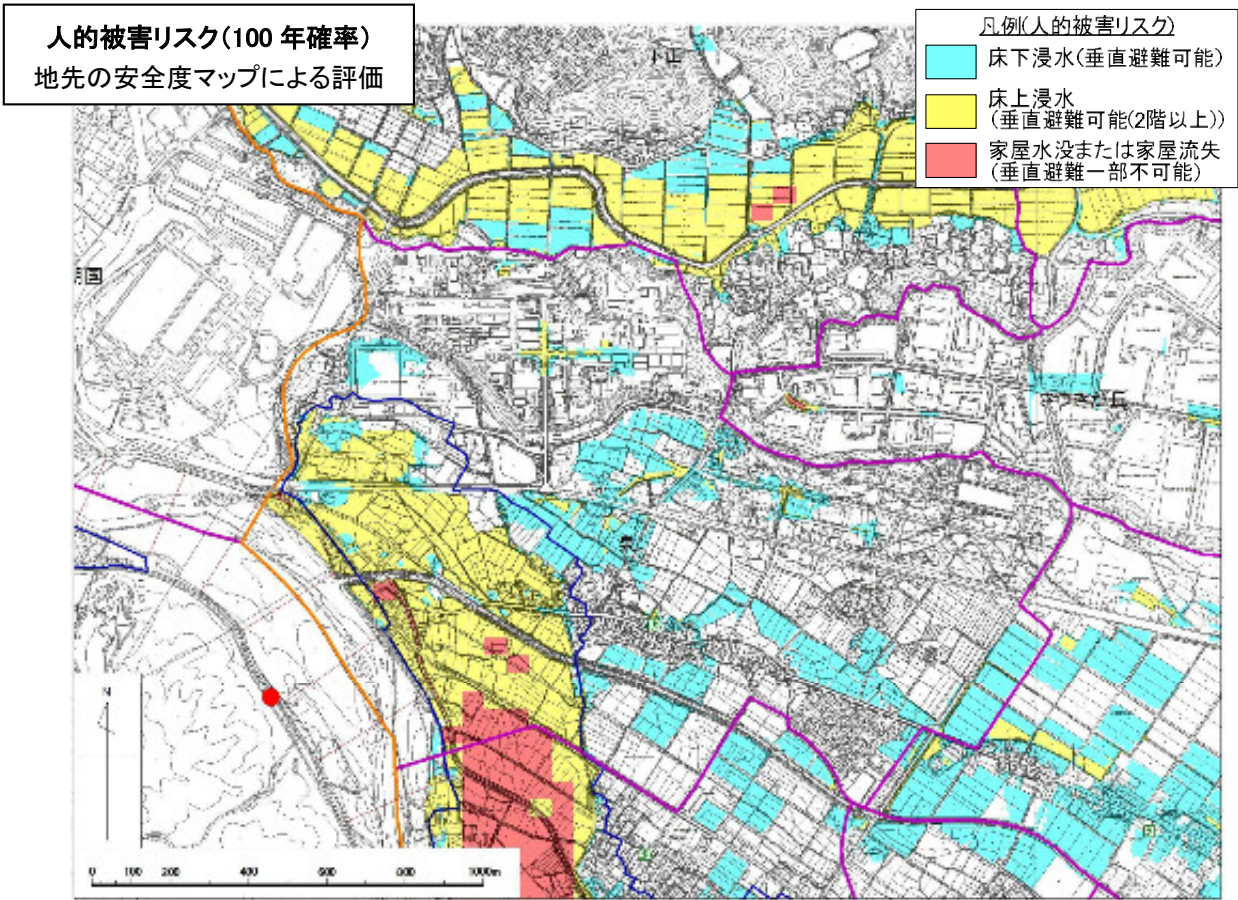 人的被害リスク(100 年確率)
地先の安全度マップによる評価
凡例(人的被害リスク)
床下浸水(垂直避難可能)
床上浸水
(垂直避難可能(2階以上))
家屋水没または家屋流失
(垂直避難一部不可能)
国
N
0 100 200 400 600 800 1000m